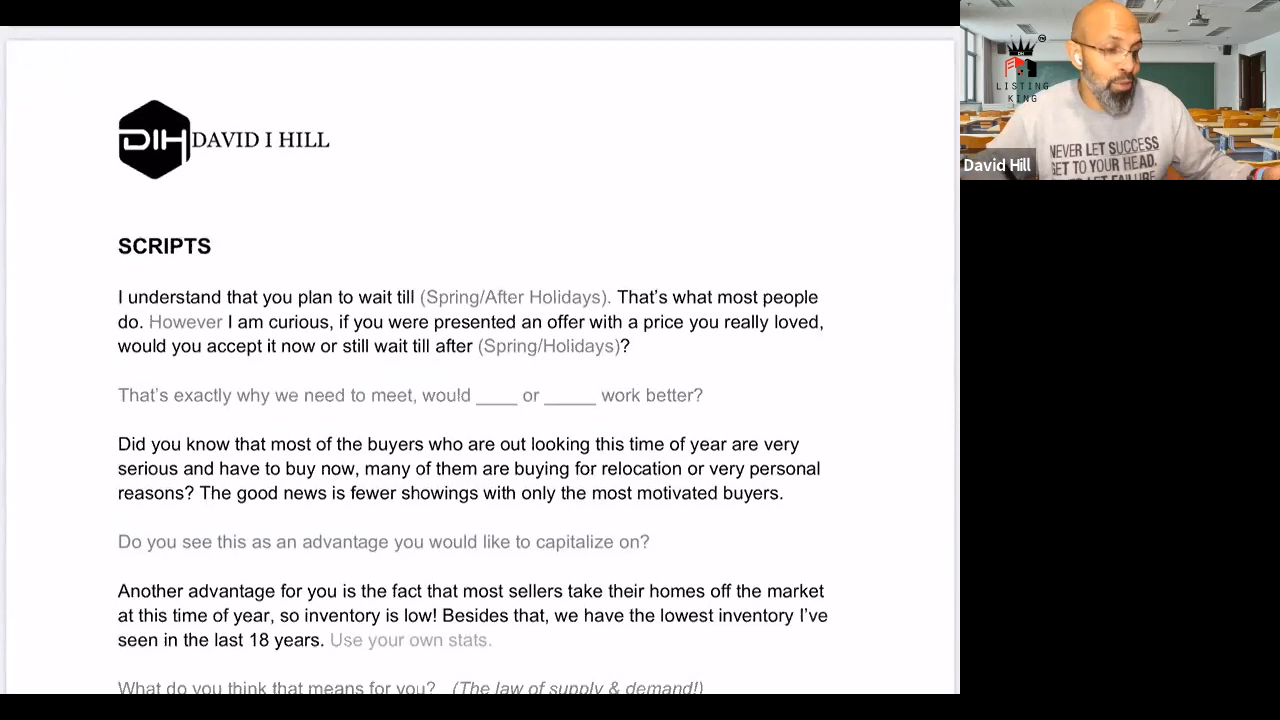 DIH DAVID I HILL
SCRIPTS
I understand that you plan to wait till (Spring/After Holidays). That's what most people
do. However I am curious, if you were presented an offer with a price you really loved,
would you accept it now or still wait till after (Spring/Holidays)?
That's exactly why we need to meet, would ____ or _____ work better?
Did you know that most of the buyers who are out looking this time of year are very
serious and have to buy now, many of them are buying for relocation or very personal
reasons? The good news is fewer showings with only the most motivated buyers.
Do you see this as an advantage you would like to capitalize on?
Another advantage for you is the fact that most sellers take their homes off the market
at this time of year, so inventory is low! Besides that, we have the lowest inventory I've
seen in the last 18 years. Use your own stats.
What do you think that means for you? (The law of supply & demand!)
LISTING
KING
David Hill
NEVER LET SUCCESS
GET TO YOUR HEAD.
LET FAILURE